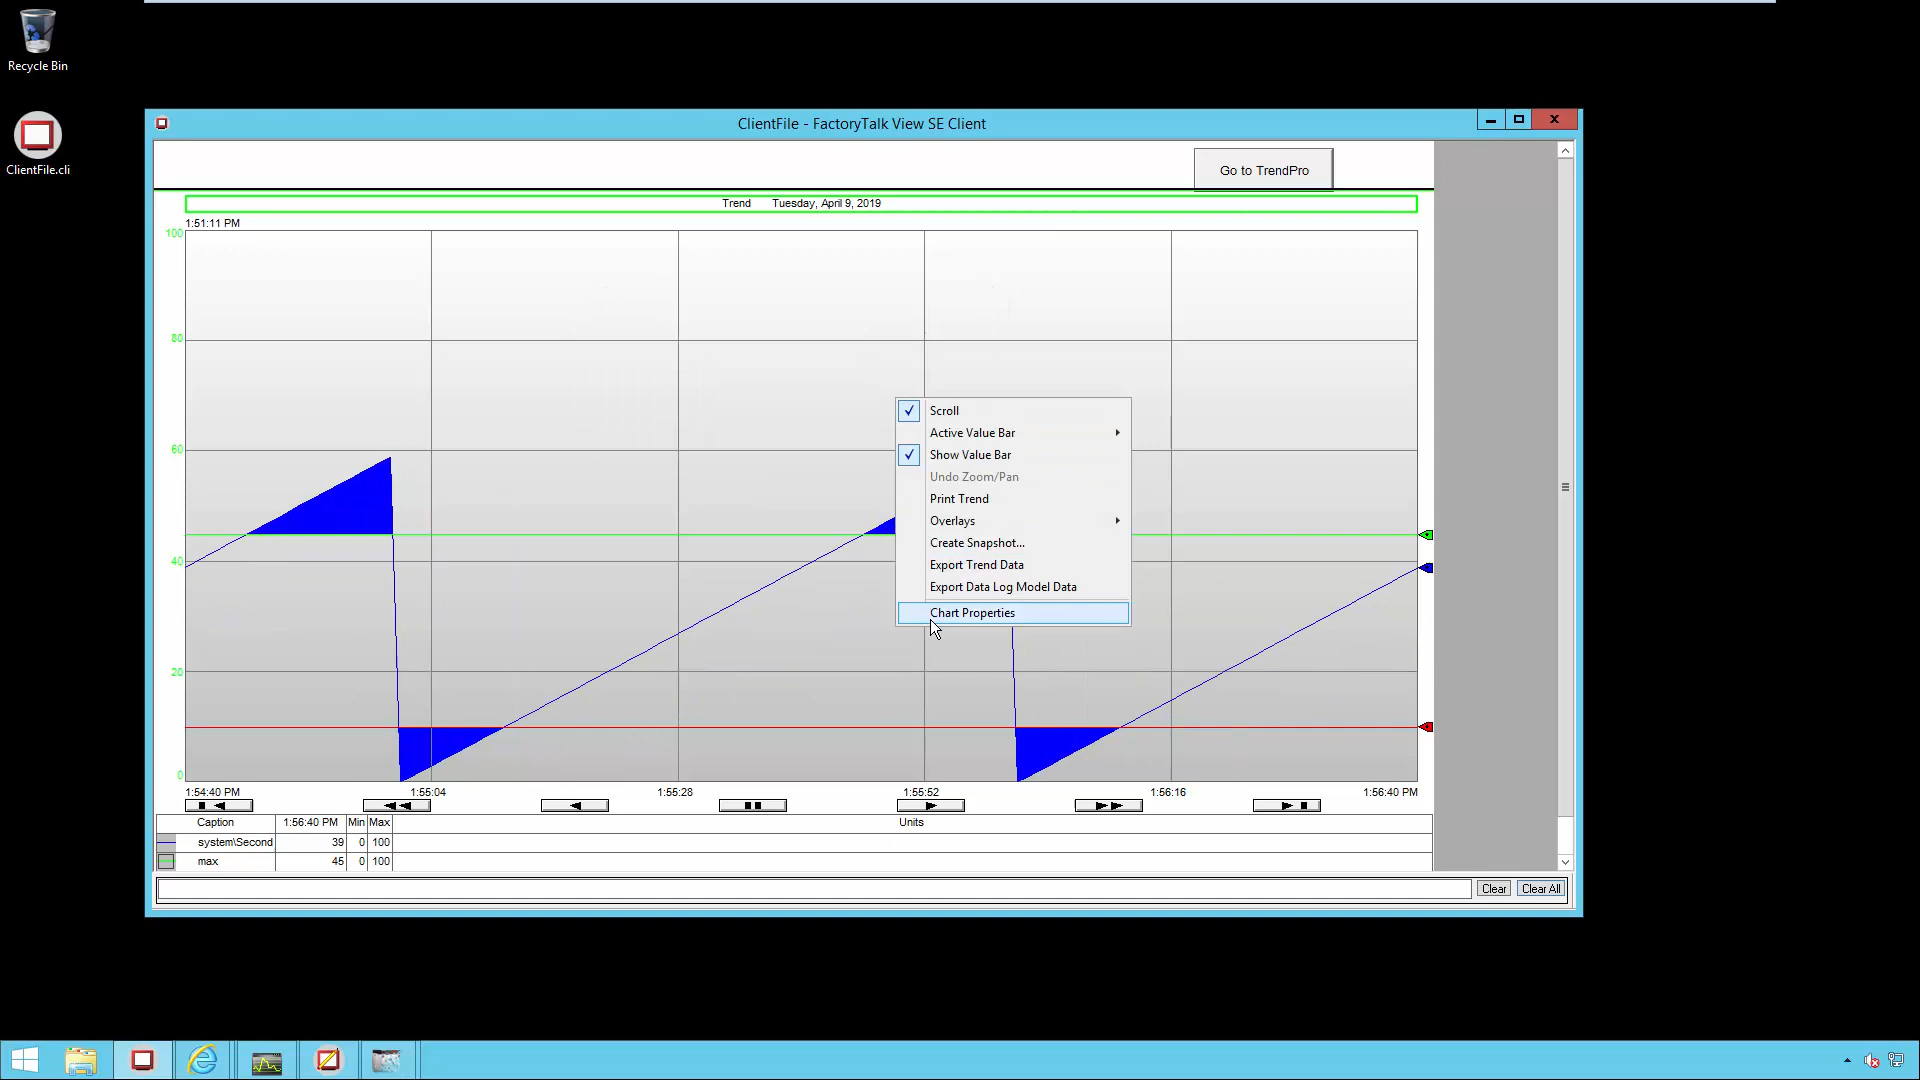 Recycle Bin
ClientFile.cli
ClientFile - FactoryTalk View SE Client
Go to TrendPro
Trend Tuesday, April 9, 2019
1:51:11 PM
100
80
60
40
20
0
Scroll
Active Value Bar
Show Value Bar
Undo Zoom/Pan
Print Trend
Overlays
Create Snapshot...
Export Trend Data
Export Data Log Model Data
Chart Properties
1:54:40 PM 1:55:04 1:55:28 1:55:52 1:56:16 1:56:40 PM
Caption 1:56:40 PM Min Max Units
system\Second 39 0 100
max 45 0 100
Clear Clear All